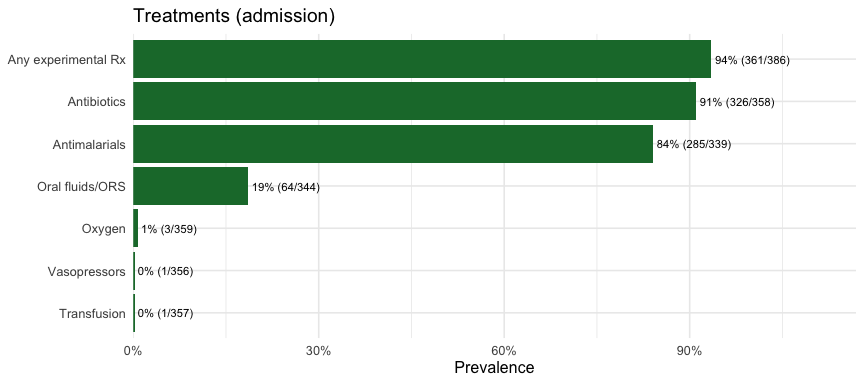 Treatments (admission)
Any experimental Rx 94% (361/386)
Antibiotics 91% (326/358)
Antimalarials 84% (285/339)
Oral fluids/ORS 19% (64/344)
Oxygen 1% (3/359)
Vasopressors 0% (1/356)
Transfusion 0% (1/357)
0% 30% 60% 90%
Prevalence